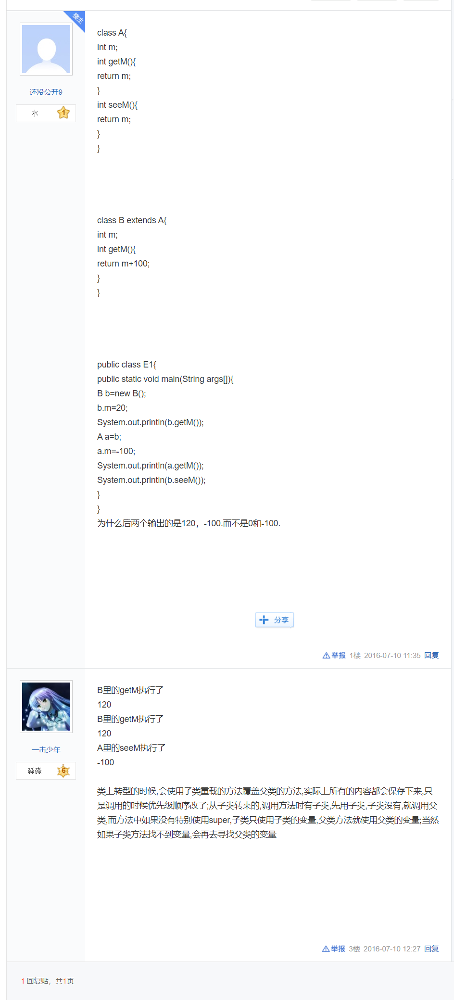 楼主
还没公开9
水 1
class A{
int m;
int getM(){
return m;
}
int seeM(){
return m;
}
}
class B extends A{
int m;
int getM(){
return m+100;
}
}
public class E1{
public static void main(String args[]){
B b=new B();
b.m=20;
System.out.println(b.getM());
A a=b;
a.m=-100;
System.out.println(a.getM());
System.out.println(b.seeM());
}
}
为什么后两个输出的是120，-100.而不是0和-100.
分享
举报 1楼 2016-07-10 11:35 回复
一击少年
淼淼 6
B里的getM执行了
120
B里的getM执行了
120
A里的seeM执行了
-100
类上转型的时候,会使用子类重载的方法覆盖父类的方法,实际上所有的内容都会保存下来,只
是调用的时候优先级顺序改了;从子类转来的,调用方法时有子类,先用子类,子类没有,就调用父
类,而方法中如果没有特别使用super,子类只使用子类的变量,父类方法就使用父类的变量;当然
如果子类方法找不到变量,会再去寻找父类的变量
举报 3楼 2016-07-10 12:27 回复
1 回复贴，共1页